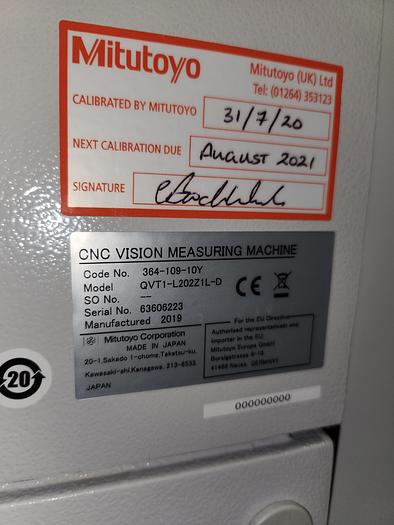 Mitutoyo
Mitutoyo (UK) Ltd
Tel: (01264) 353123
CALIBRATED BY MITUTOYO 31/7/20
NEXT CALIBRATION DUE AUGUST 2021
SIGNATURE
CNC VISION MEASURING MACHINE
Code No. 364-109-10Y
Model QVT1-L202Z1L-D
SO No. --
Serial No. 63606223
Manufactured 2019
CE
Mitutoyo Corporation
MADE IN JAPAN
20-1,Sakado 1-chome,Takatsu-ku,
Kawasaki-shi,Kanagawa, 213-8533,
JAPAN
For the EU Directive
Authorised representatives and
importer in the EU
Mitutoyo Europe GmbH
Borsigstrasse 8-10
41469 Neuss GERMANY
20
000000000